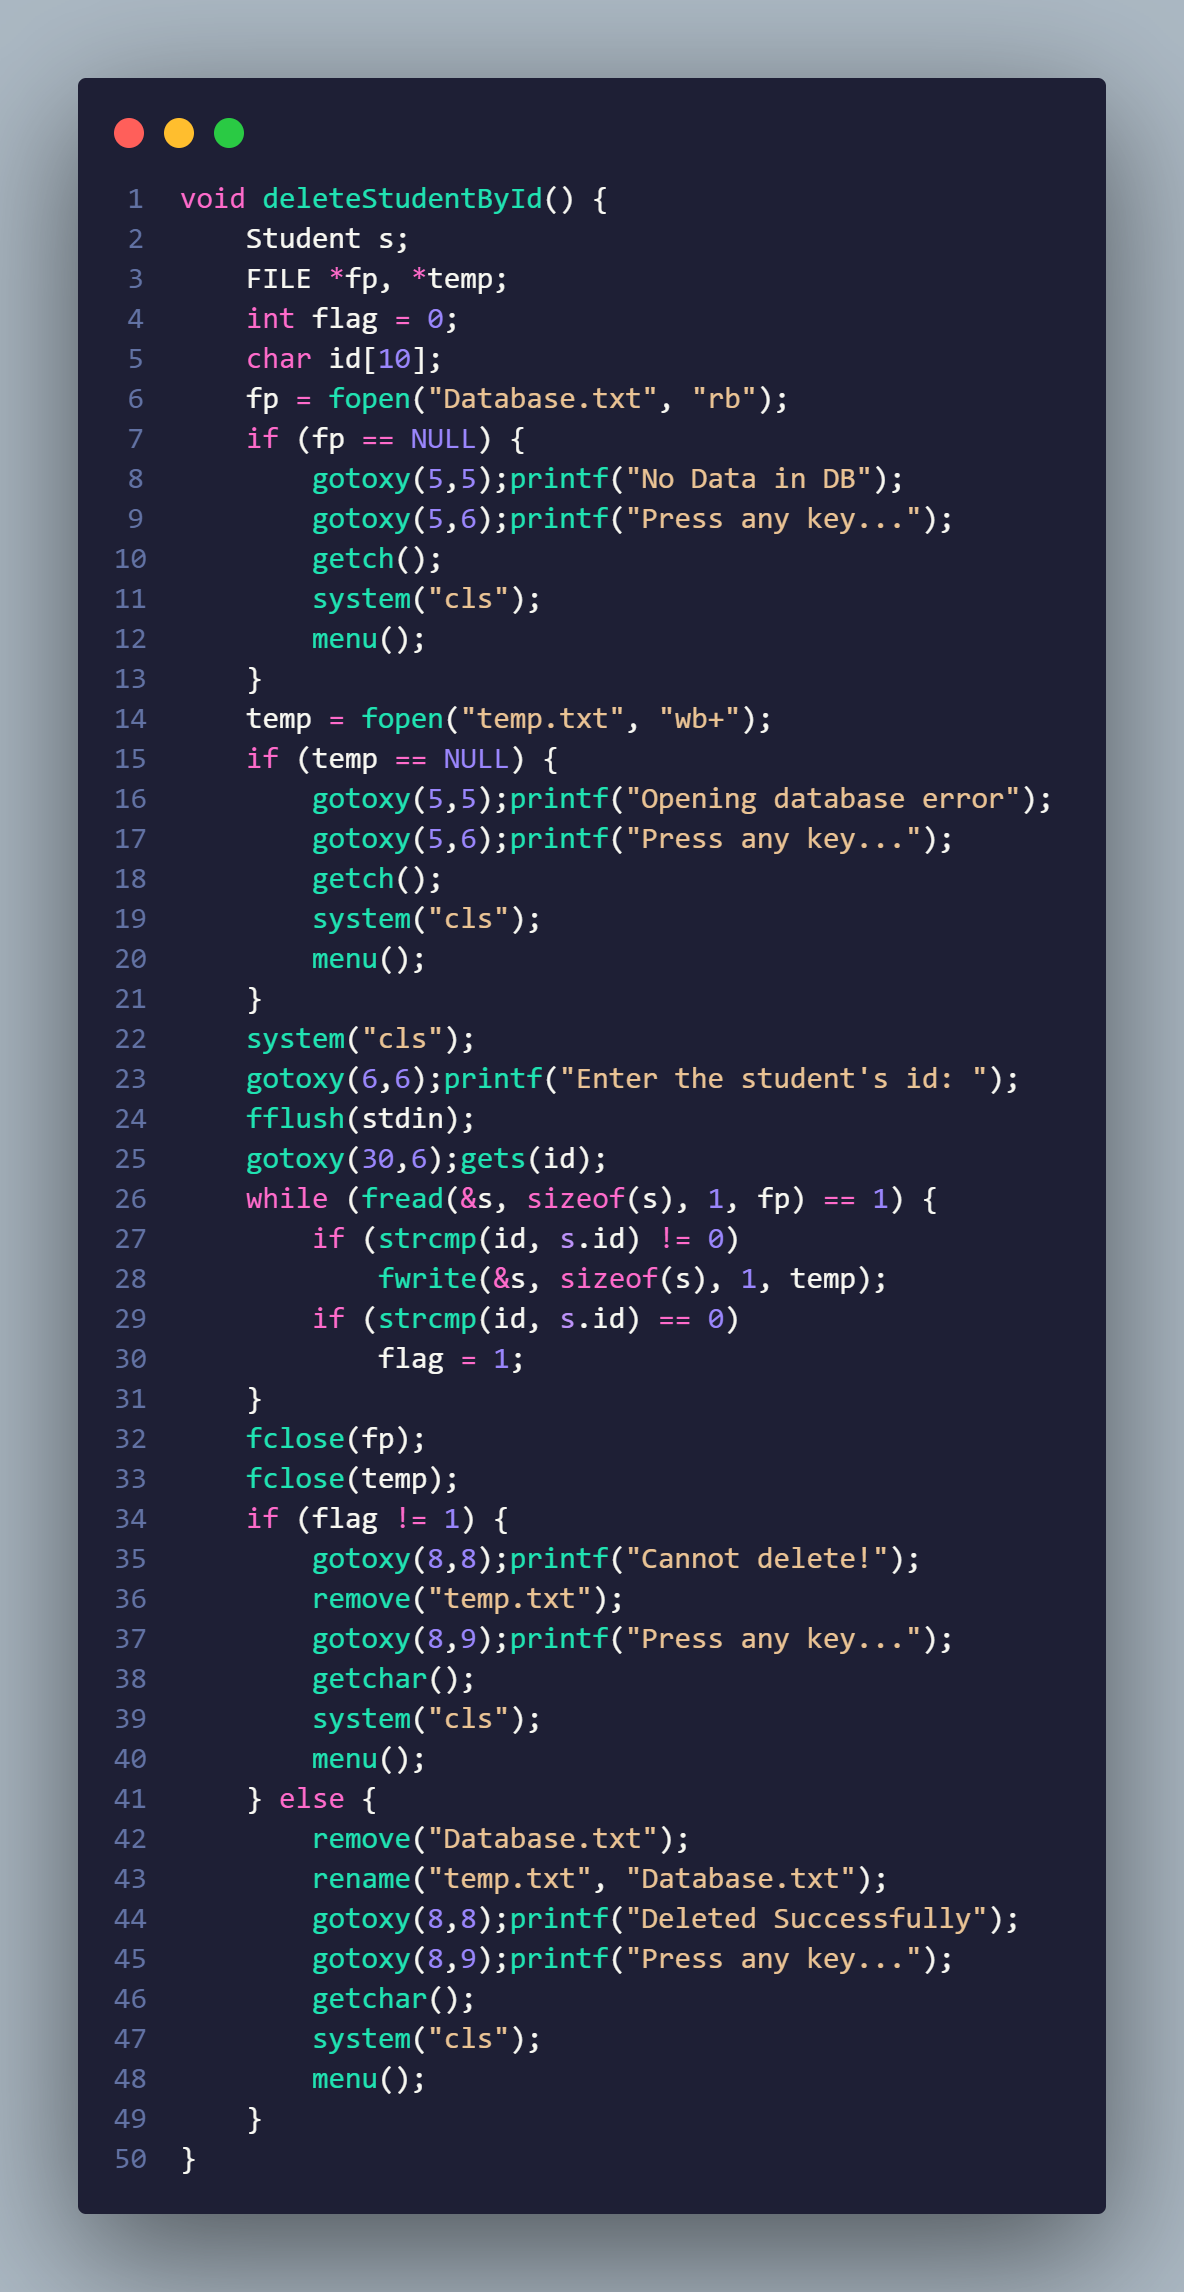 1 void deleteStudentById() {
2     Student s;
3     FILE *fp, *temp;
4     int flag = 0;
5     char id[10];
6     fp = fopen("Database.txt", "rb");
7     if (fp == NULL) {
8         gotoxy(5,5);printf("No Data in DB");
9         gotoxy(5,6);printf("Press any key...");
10         getch();
11         system("cls");
12         menu();
13     }
14     temp = fopen("temp.txt", "wb+");
15     if (temp == NULL) {
16         gotoxy(5,5);printf("Opening database error");
17         gotoxy(5,6);printf("Press any key...");
18         getch();
19         system("cls");
20         menu();
21     }
22     system("cls");
23     gotoxy(6,6);printf("Enter the student's id: ");
24     fflush(stdin);
25     gotoxy(30,6);gets(id);
26     while (fread(&s, sizeof(s), 1, fp) == 1) {
27         if (strcmp(id, s.id) != 0)
28             fwrite(&s, sizeof(s), 1, temp);
29         if (strcmp(id, s.id) == 0)
30             flag = 1;
31     }
32     fclose(fp);
33     fclose(temp);
34     if (flag != 1) {
35         gotoxy(8,8);printf("Cannot delete!");
36         remove("temp.txt");
37         gotoxy(8,9);printf("Press any key...");
38         getchar();
39         system("cls");
40         menu();
41     } else {
42         remove("Database.txt");
43         rename("temp.txt", "Database.txt");
44         gotoxy(8,8);printf("Deleted Successfully");
45         gotoxy(8,9);printf("Press any key...");
46         getchar();
47         system("cls");
48         menu();
49     }
50 }